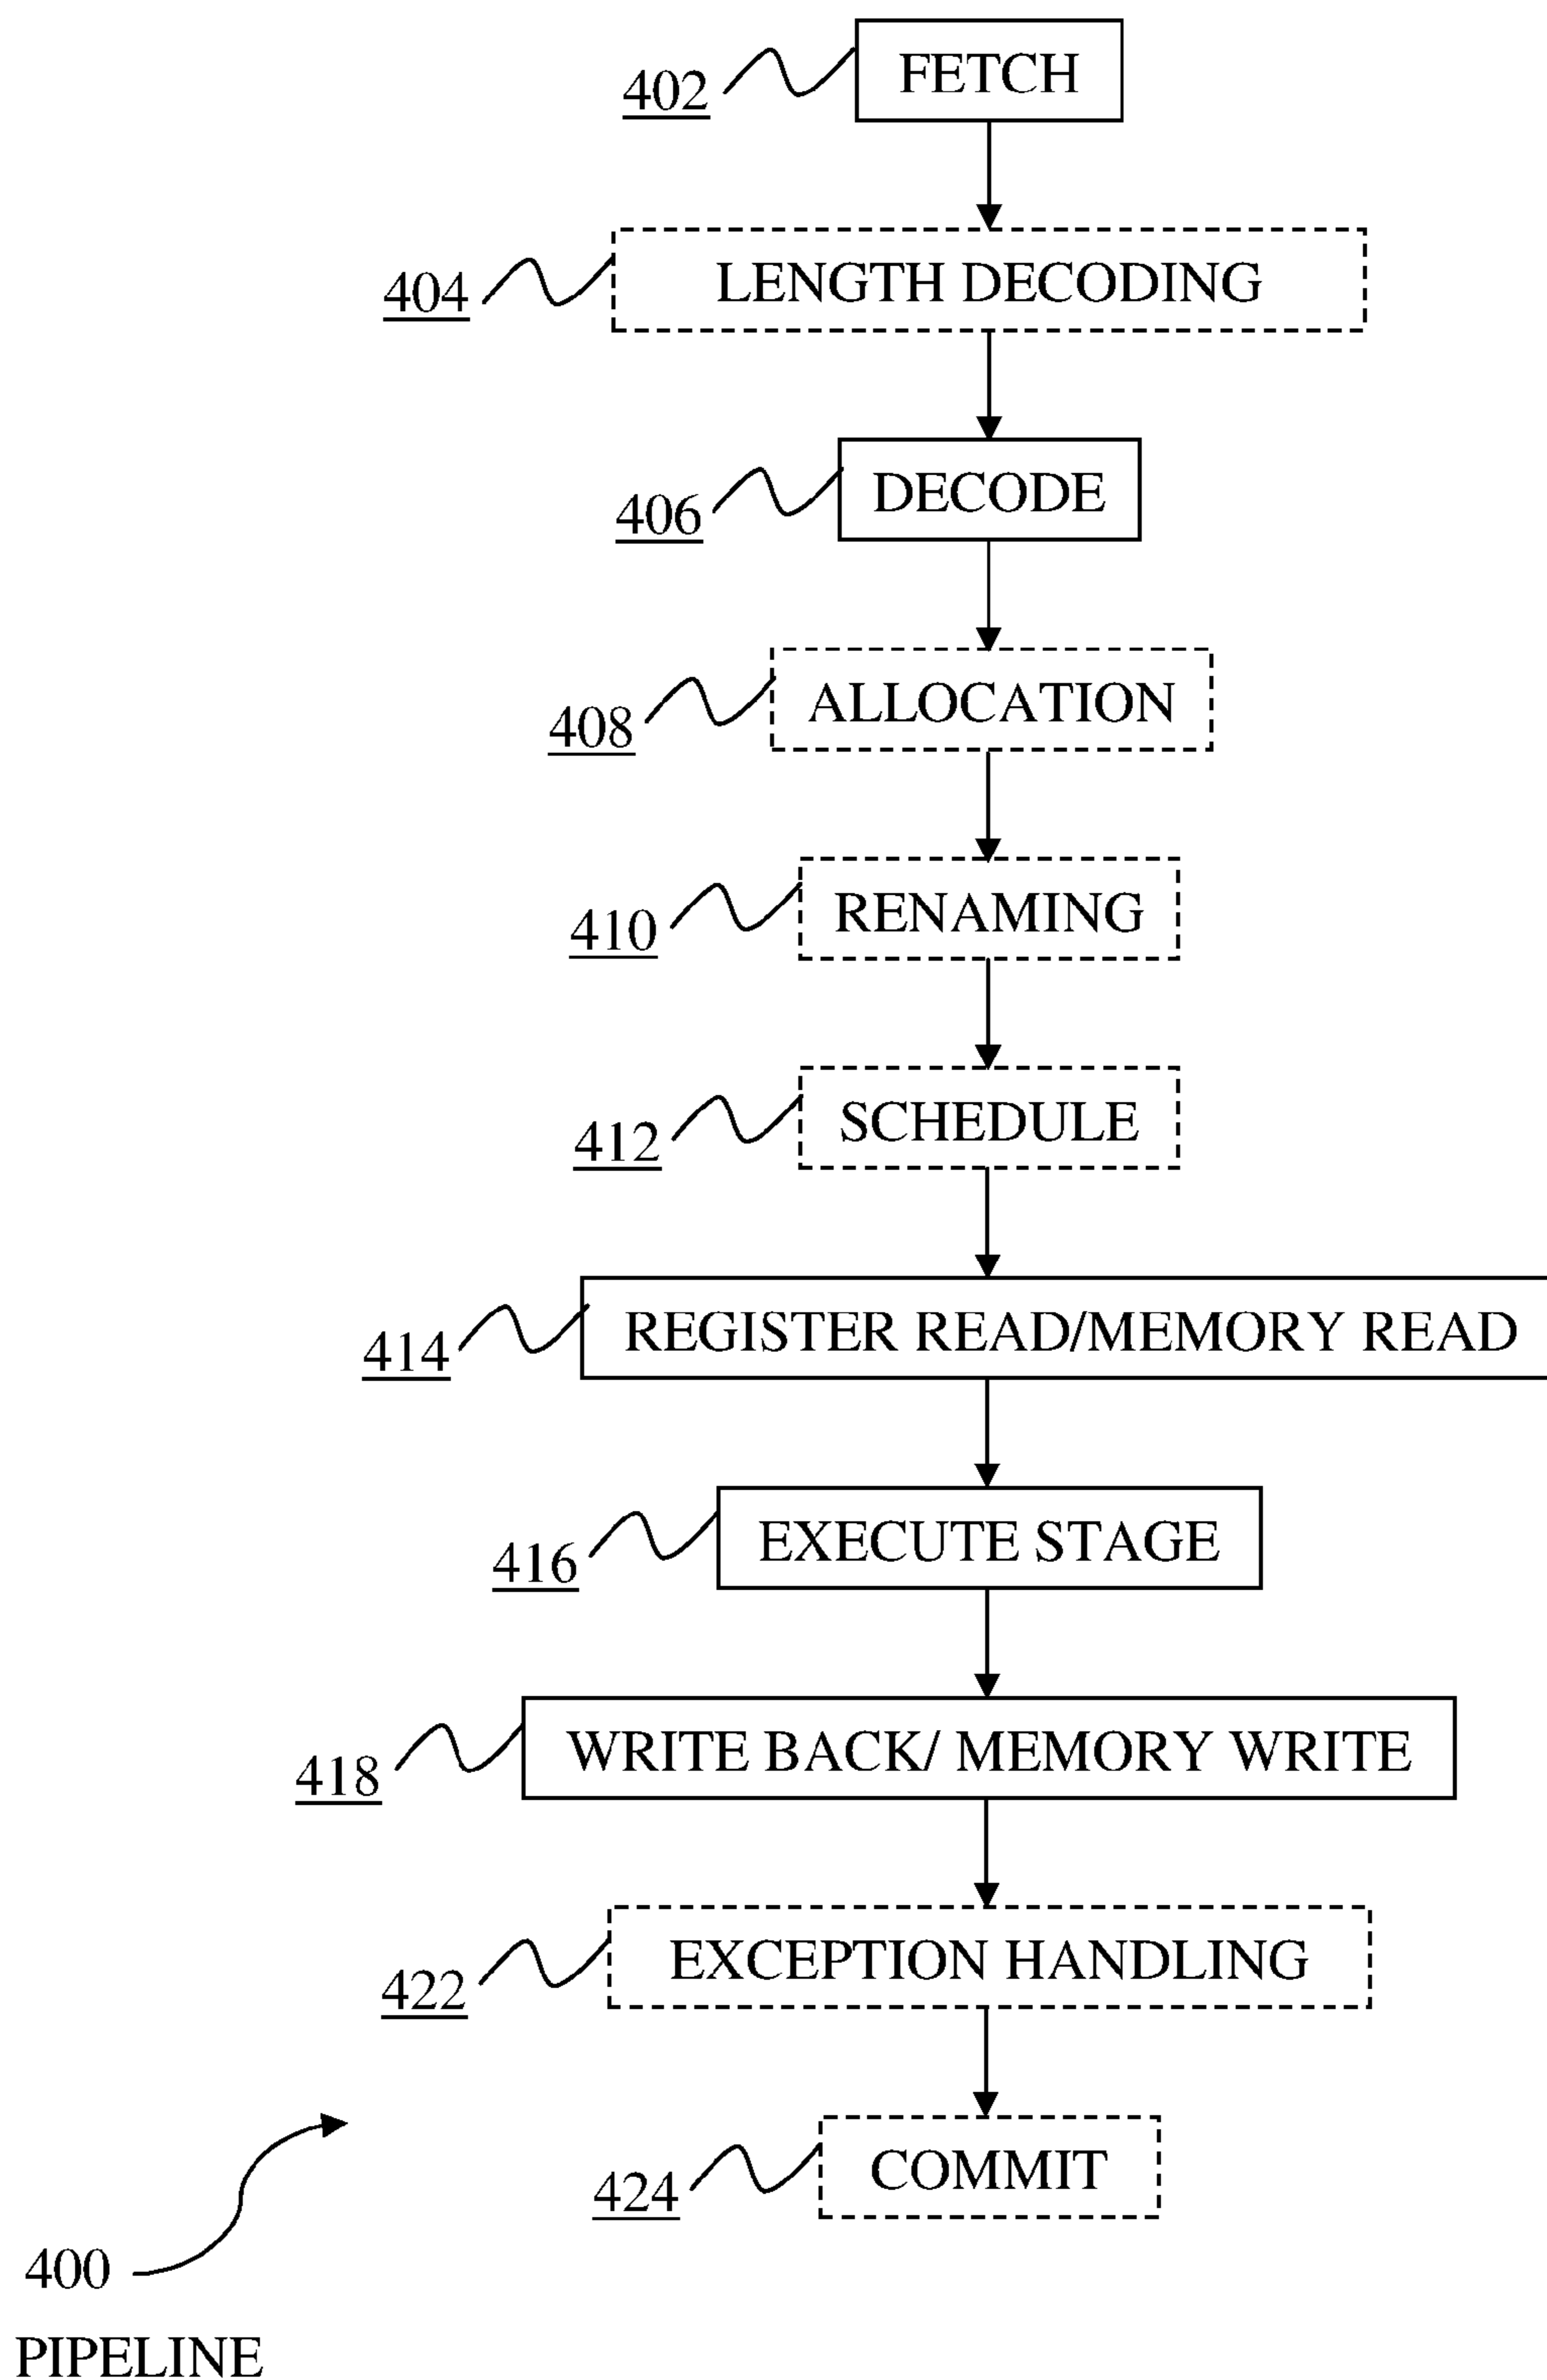 FETCH
402
LENGTH DECODING
404
DECODE
406
ALLOCATION
408
RENAMING
410
SCHEDULE
412
REGISTER READ/MEMORY READ
414
EXECUTE STAGE
416
WRITE BACK/ MEMORY WRITE
418
EXCEPTION HANDLING
422
COMMIT
424
400
PIPELINE